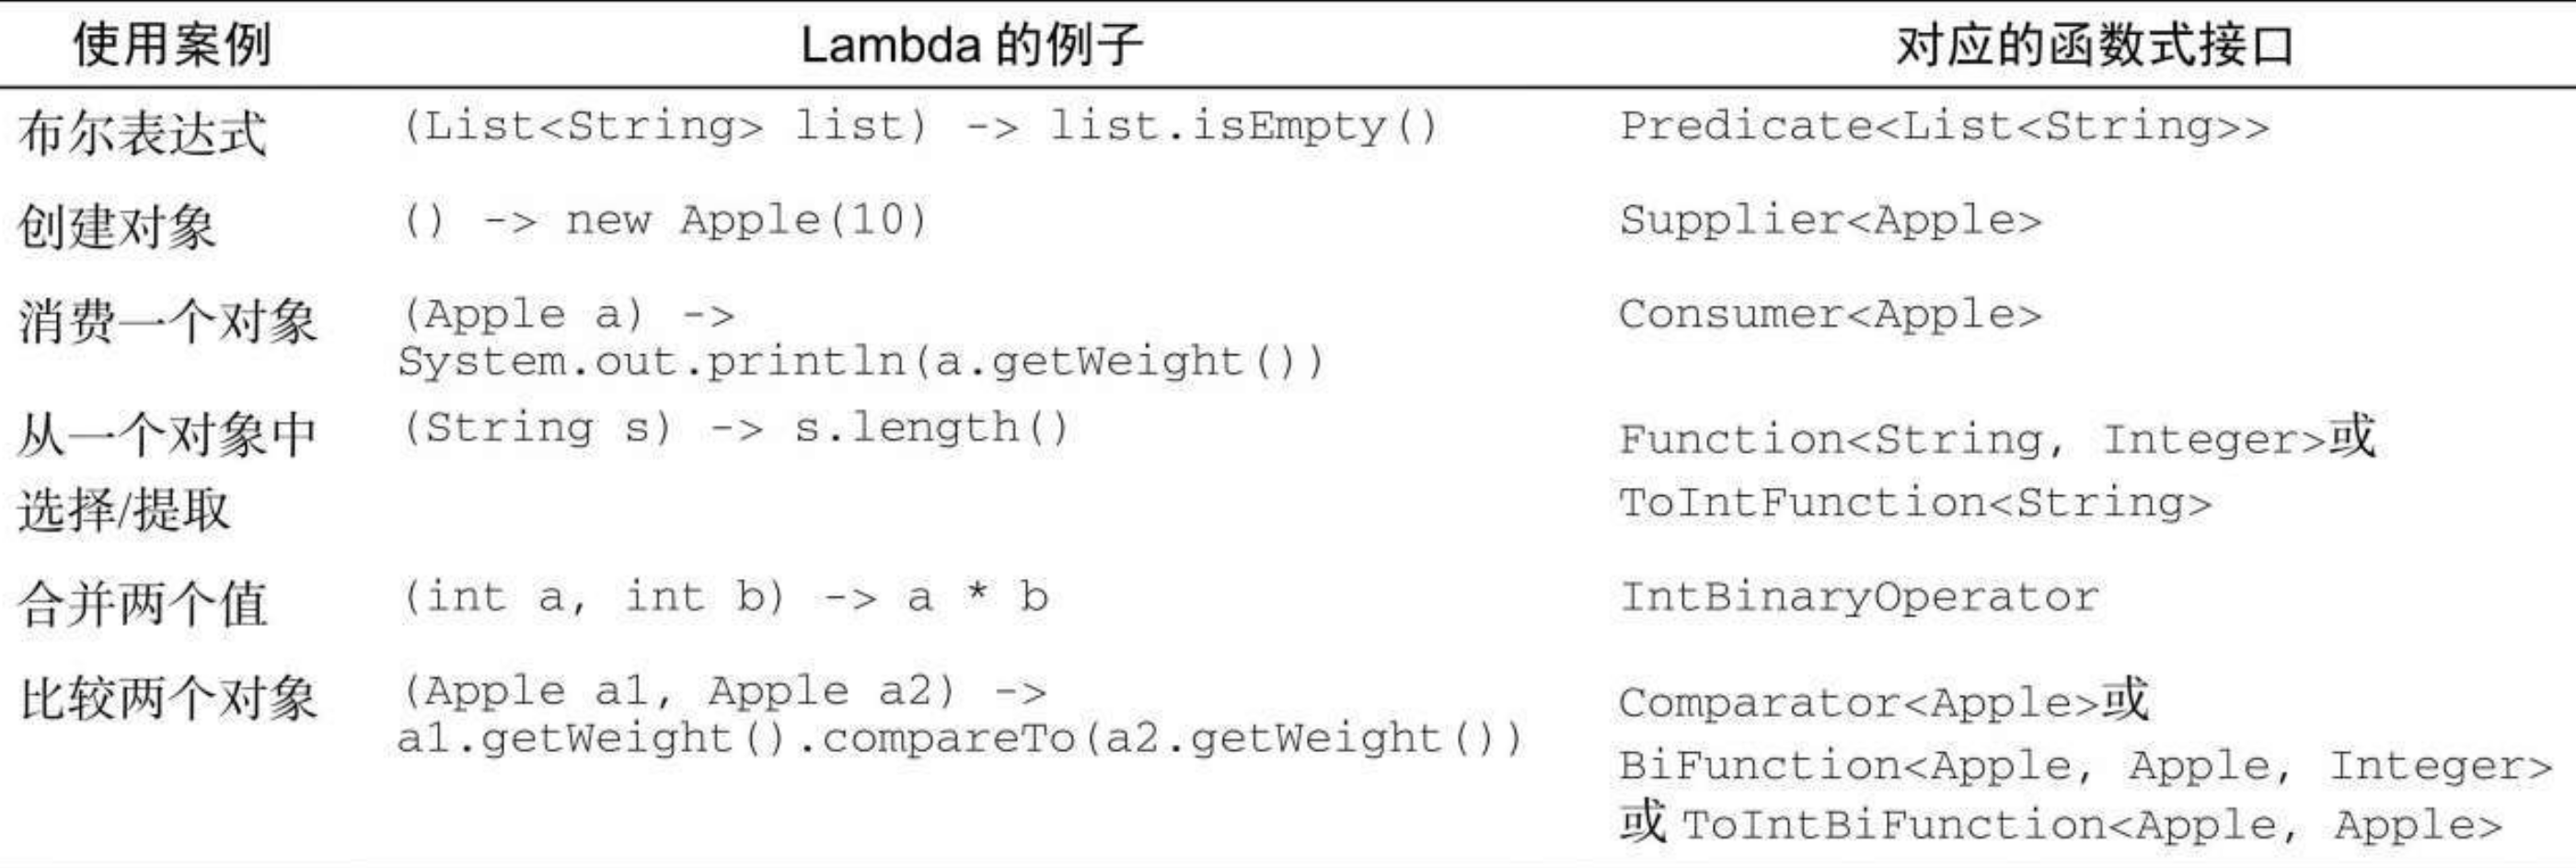 使用案例 Lambda 的例子 对应的函数式接口
布尔表达式 (List<String> list) -> list.isEmpty() Predicate<List<String>>
创建对象 () -> new Apple(10) Supplier<Apple>
消费一个对象 (Apple a) -> Consumer<Apple>
System.out.println(a.getWeight())
从一个对象中 (String s) -> s.length() Function<String, Integer>或
选择/提取 ToIntFunction<String>
合并两个值 (int a, int b) -> a * b IntBinaryOperator
比较两个对象 (Apple a1, Apple a2) -> Comparator<Apple>或
a1.getWeight().compareTo(a2.getWeight())
BiFunction<Apple, Apple, Integer>
或 ToIntBiFunction<Apple, Apple>